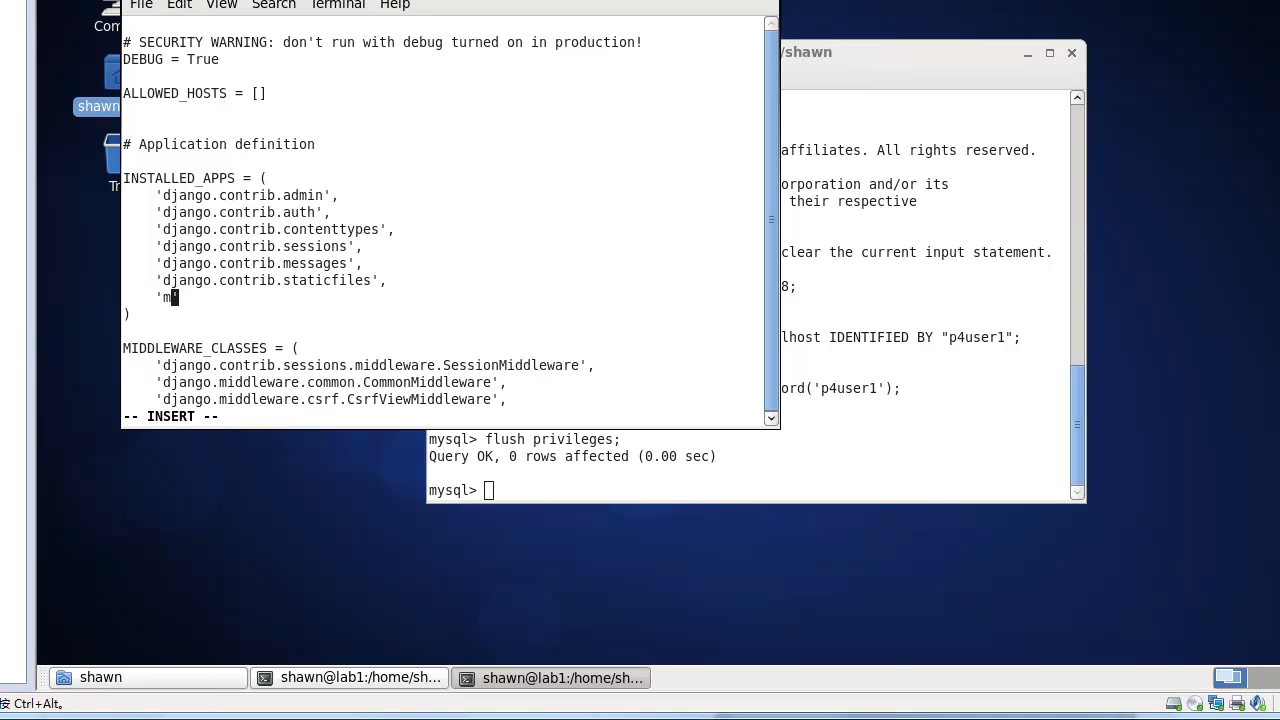 File Edit View Search Terminal Help
# SECURITY WARNING: don't run with debug turned on in production!
DEBUG = True
ALLOWED_HOSTS = []
# Application definition
INSTALLED_APPS = (
'django.contrib.admin',
'django.contrib.auth',
'django.contrib.contenttypes',
'django.contrib.sessions',
'django.contrib.messages',
'django.contrib.staticfiles',
'm'
)
MIDDLEWARE_CLASSES = (
'django.contrib.sessions.middleware.SessionMiddleware',
'django.middleware.common.CommonMiddleware',
'django.middleware.csrf.CsrfViewMiddleware',
-- INSERT --
Com
shawn
Tr
/shawn
affiliates. All rights reserved.
orporation and/or its
their respective
clear the current input statement.
8;
lhost IDENTIFIED BY "p4user1";
ord('p4user1');
mysql> flush privileges;
Query OK, 0 rows affected (0.00 sec)
mysql>
shawn
shawn@lab1:/home/sh...
shawn@lab1:/home/sh...
按 Ctrl+Alt。